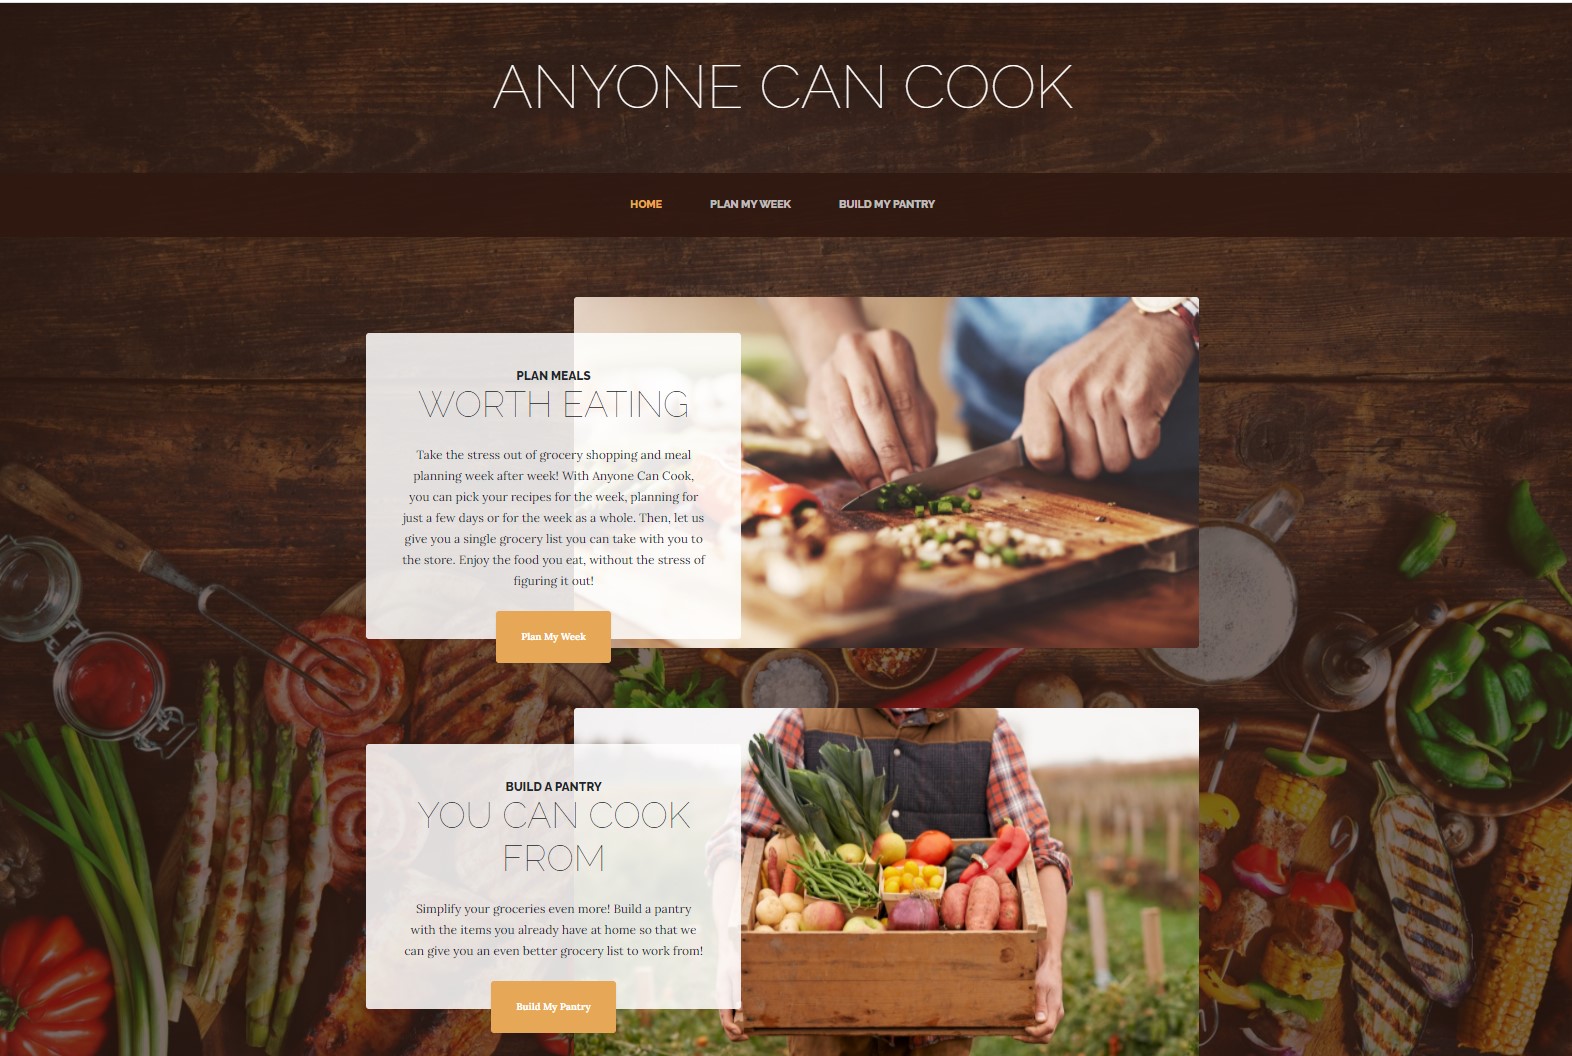 ANYONE CAN COOK
HOME PLAN MY WEEK BUILD MY PANTRY
PLAN MEALS
WORTH EATING
Take the stress out of grocery shopping and meal
planning week after week! With Anyone Can Cook,
you can pick your recipes for the week, planning for
just a few days or for the week as a whole. Then, let us
give you a single grocery list you can take with you to
the store. Enjoy the food you eat, without the stress of
figuring it out!
Plan My Week
BUILD A PANTRY
YOU CAN COOK
FROM
Simplify your groceries even more! Build a pantry
with the items you already have at home so that we
can give you an even better grocery list to work from!
Build My Pantry